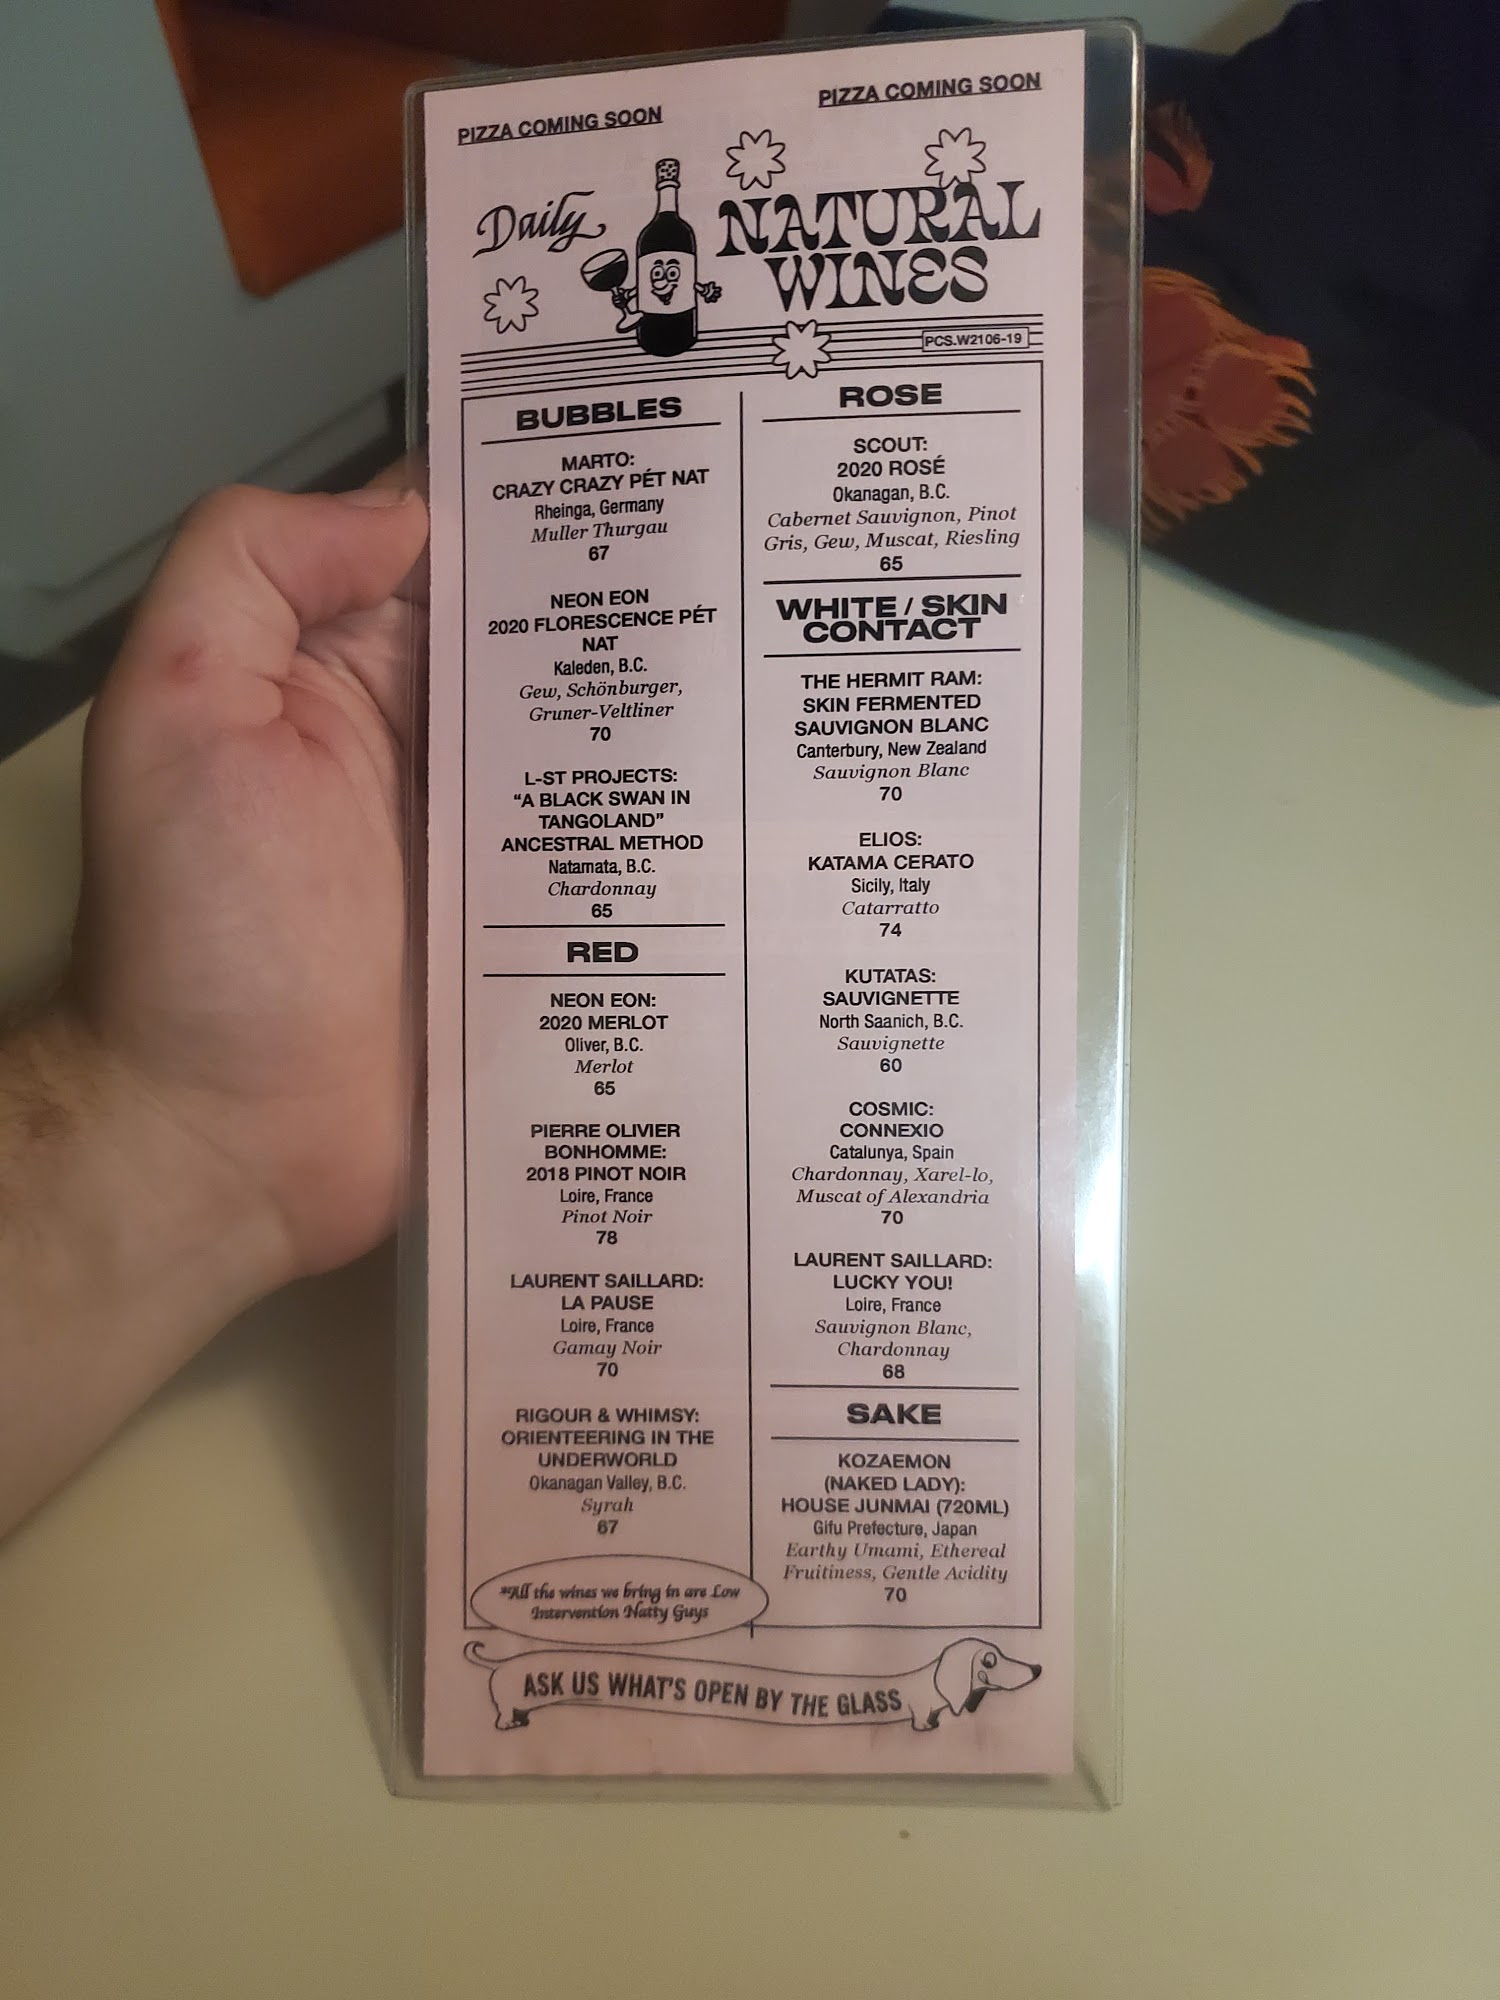 PIZZA COMING SOON
PIZZA COMING SOON
Daily
NATURAL
WINES
PCS.W2106-19
BUBBLES
MARTO:
CRAZY CRAZY PÉT NAT
Rheinga, Germany
Muller Thurgau
67
NEON EON
2020 FLORESCENCE PÉT
NAT
Kaleden, B.C.
Gew, Schönburger,
Gruner-Veltliner
70
L-ST PROJECTS:
“A BLACK SWAN IN
TANGOLAND”
ANCESTRAL METHOD
Natamata, B.C.
Chardonnay
65
RED
NEON EON:
2020 MERLOT
Oliver, B.C.
Merlot
65
PIERRE OLIVIER
BONHOMME:
2018 PINOT NOIR
Loire, France
Pinot Noir
78
LAURENT SAILLARD:
LA PAUSE
Loire, France
Gamay Noir
70
RIGOUR & WHIMSY:
ORIENTEERING IN THE
UNDERWORLD
Okanagan Valley, B.C.
Syrah
67
*All the wines we bring in are Low
Intervention Natty Guys
ROSE
SCOUT:
2020 ROSÉ
Okanagan, B.C.
Cabernet Sauvignon, Pinot
Gris, Gew, Muscat, Riesling
65
WHITE / SKIN
CONTACT
THE HERMIT RAM:
SKIN FERMENTED
SAUVIGNON BLANC
Canterbury, New Zealand
Sauvignon Blanc
70
ELIOS:
KATAMA CERATO
Sicily, Italy
Catarratto
74
KUTATAS:
SAUVIGNETTE
North Saanich, B.C.
Sauvignette
60
COSMIC:
CONNEXIO
Catalunya, Spain
Chardonnay, Xarel-lo,
Muscat of Alexandria
70
LAURENT SAILLARD:
LUCKY YOU!
Loire, France
Sauvignon Blanc,
Chardonnay
68
SAKE
KOZAEMON
(NAKED LADY):
HOUSE JUNMAI (720ML)
Gifu Prefecture, Japan
Earthy Umami, Ethereal
Fruitiness, Gentle Acidity
70
ASK US WHAT'S OPEN BY THE GLASS